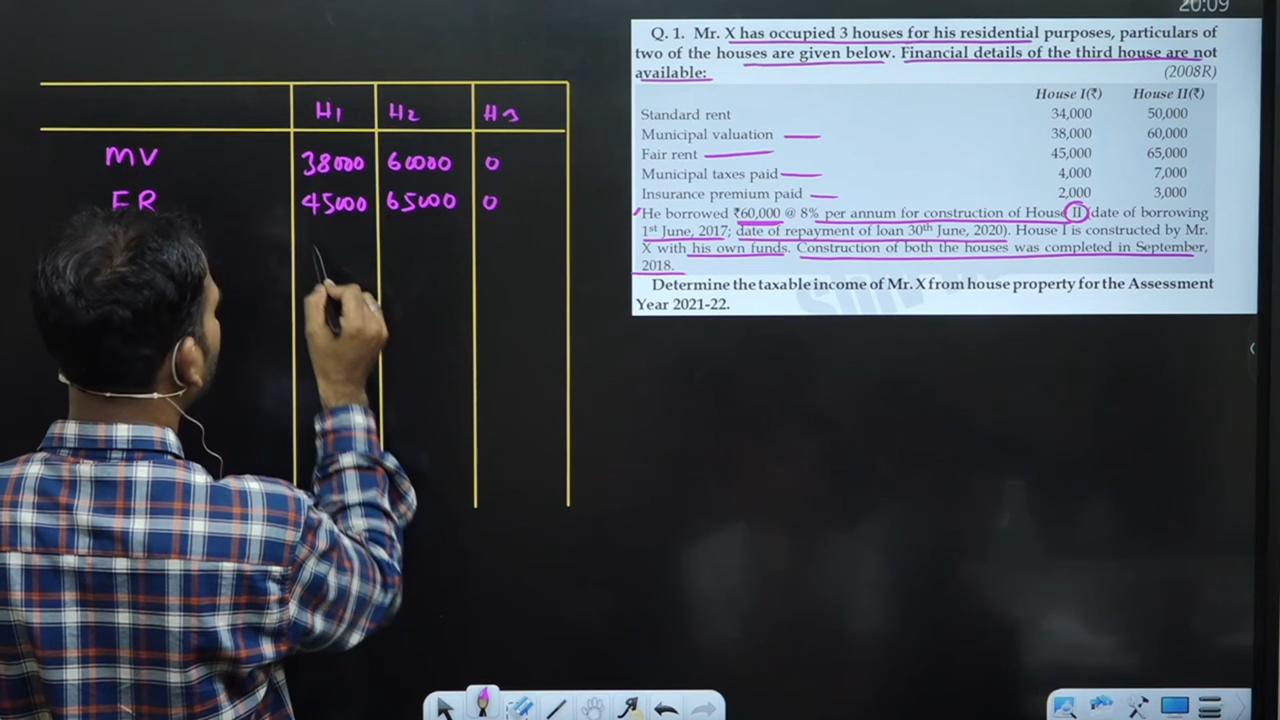 20:09
Q. 1. Mr. X has occupied 3 houses for his residential purposes, particulars of
two of the houses are given below. Financial details of the third house are not
available: (2008R)
House I(₹) House II(₹)
Standard rent 34,000 50,000
Municipal valuation 38,000 60,000
Fair rent 45,000 65,000
Municipal taxes paid 4,000 7,000
Insurance premium paid 2,000 3,000
He borrowed ₹60,000 @ 8% per annum for construction of House II (date of borrowing
1st June, 2017; date of repayment of loan 30th June, 2020). House I is constructed by Mr.
X with his own funds. Construction of both the houses was completed in September,
2018.
Determine the taxable income of Mr. X from house property for the Assessment
Year 2021-22.
H1 H2 H3
MV 38000 60000 0
FR 45000 65000 0